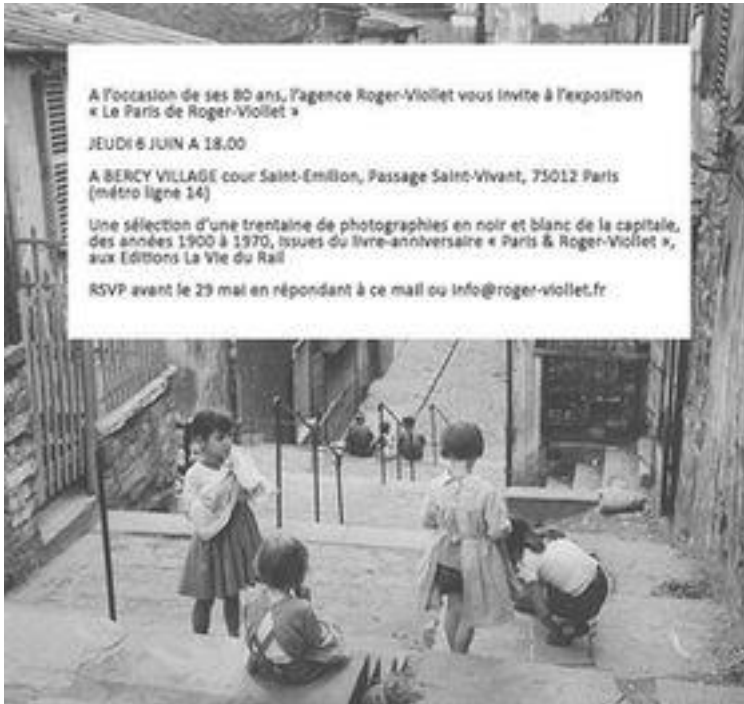 A l'occasion de ses 80 ans, l'agence Roger-Viollet vous invite à l'exposition
« Le Paris de Roger-Viollet »
JEUDI 6 JUIN A 18.00
A BERCY VILLAGE cour Saint-Emilion, Passage Saint-Vivant, 75012 Paris
(métro ligne 14)
Une sélection d'une trentaine de photographies en noir et blanc de la capitale,
des années 1900 à 1970, issues du livre-anniversaire « Paris & Roger-Viollet »,
aux Editions La Vie du Rail
RSVP avant le 29 mai en répondant à ce mail ou info@roger-viollet.fr